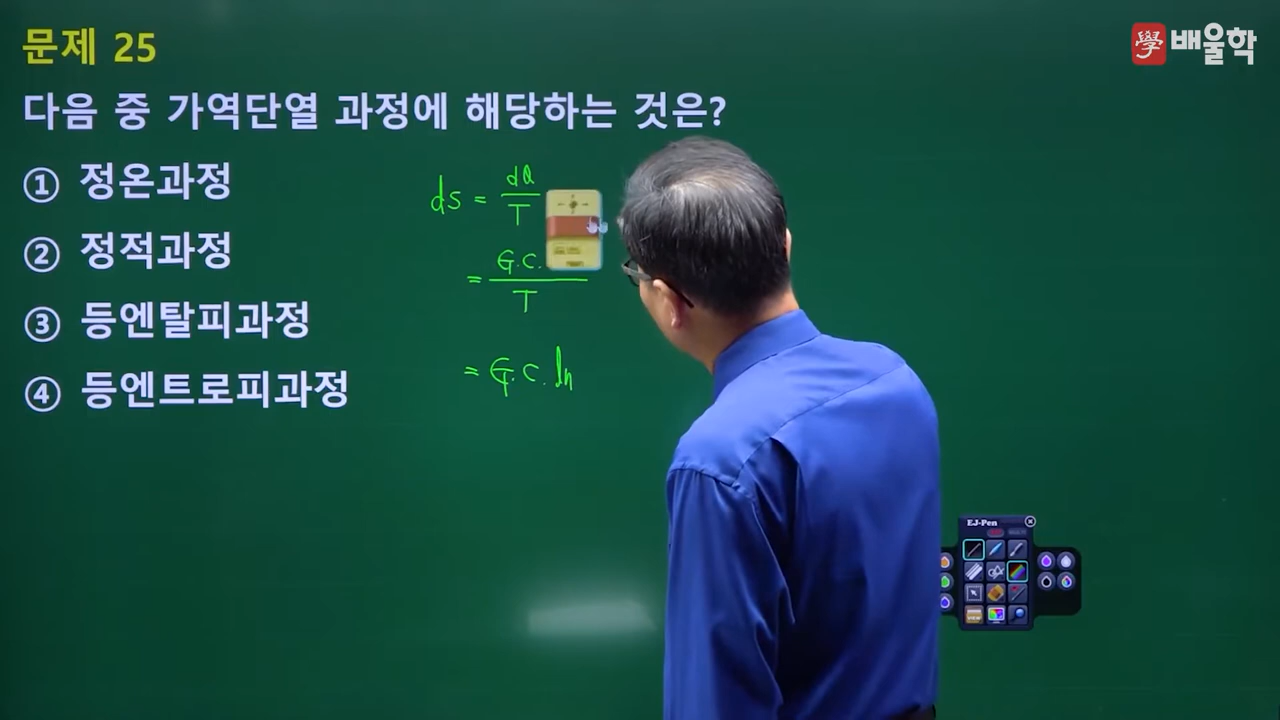 문제 25
學 배울학
다음 중 가역단열 과정에 해당하는 것은?
① 정온과정
② 정적과정
③ 등엔탈피과정
④ 등엔트로피과정
ds = dQ / T
= G.C. / T
= G.C. ln
EJ-Pen
VIEW